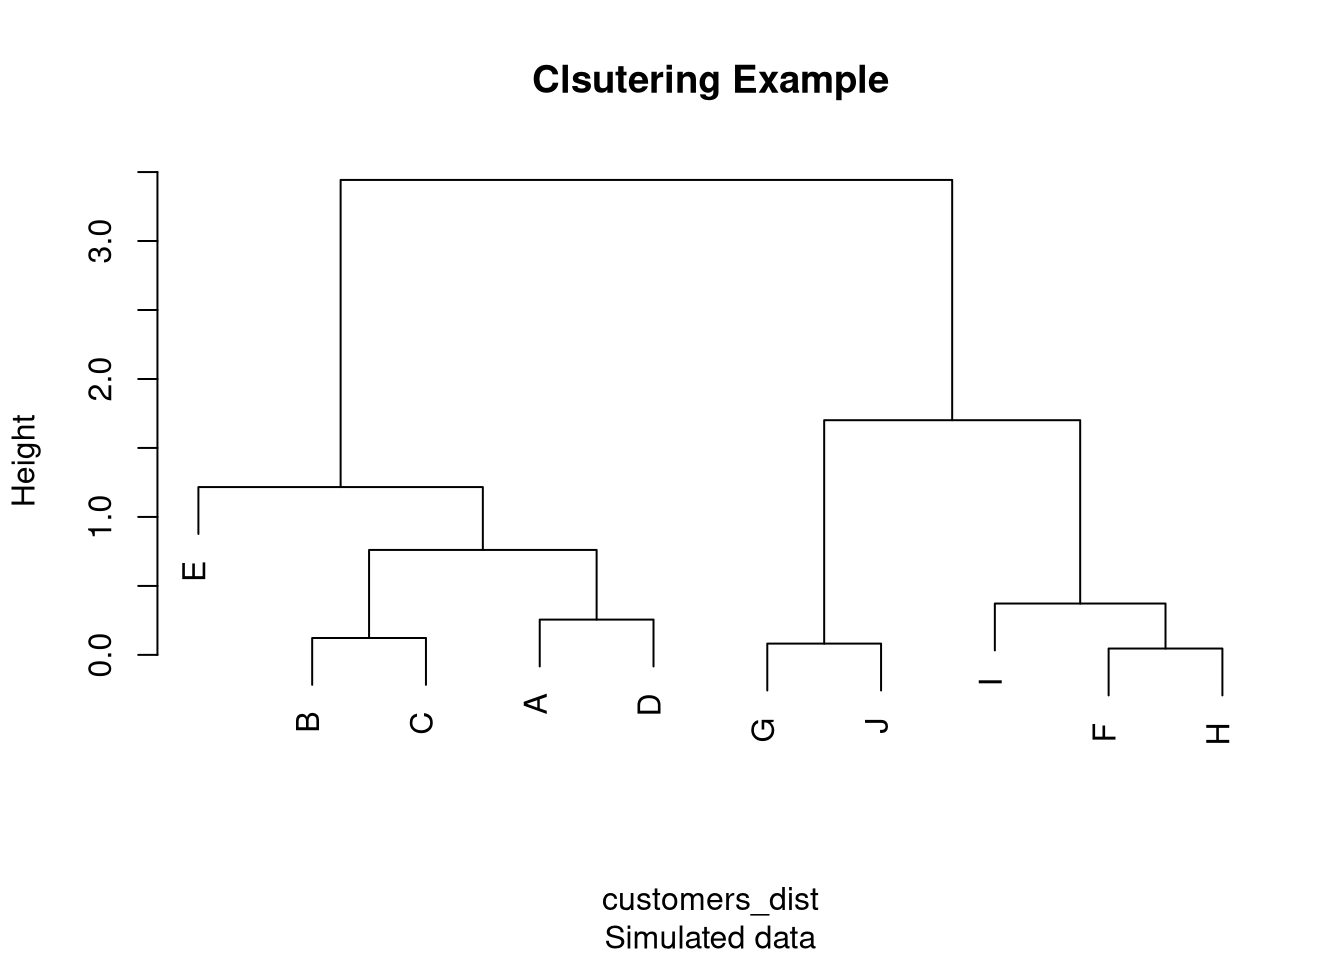 Clsutering Example
Height
3.0
2.0
1.0
0.0
E
B
C
A
D
G
J
I
F
H
customers_dist
Simulated data